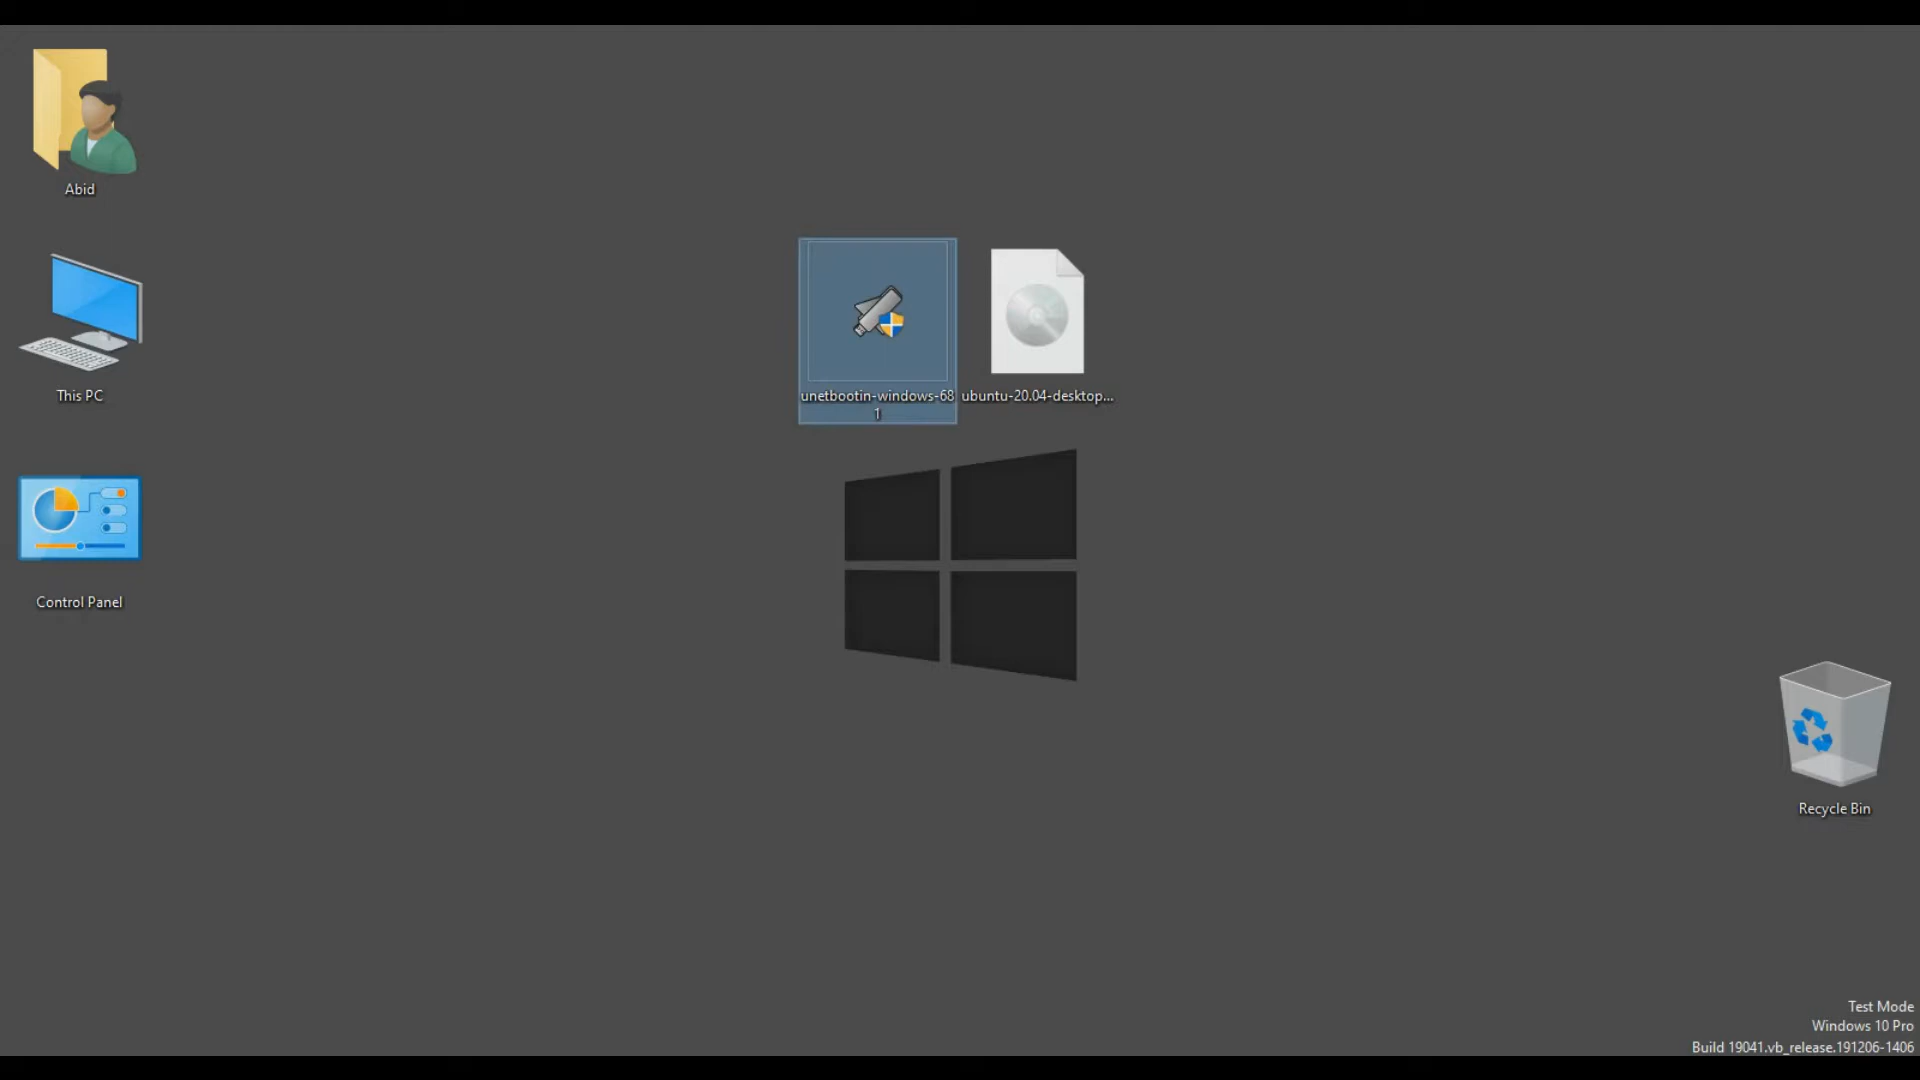 Abid
This PC
Control Panel
unetbootin-windows-68
1
ubuntu-20.04-desktop...
Recycle Bin
Test Mode
Windows 10 Pro
Build 19041.vb_release.191206-1406